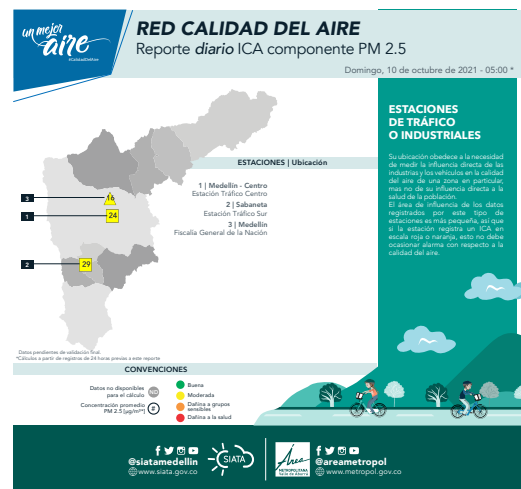 un mejor
aire
#CalidadDelAire
RED CALIDAD DEL AIRE
Reporte diario ICA componente PM 2.5
Domingo, 10 de octubre de 2021 - 05:00 *
3
16
1
24
2
29
ESTACIONES | Ubicación
1 | Medellín - Centro
Estación Tráfico Centro
2 | Sabaneta
Estación Tráfico Sur
3 | Medellín
Fiscalía General de la Nación
ESTACIONES
DE TRÁFICO
O INDUSTRIALES
Su ubicación obedece a la necesidad
de medir la influencia directa de las
industrias y los vehículos en la calidad
del aire de una zona en particular,
mas no de su influencia directa a la
salud de la población.
El área de influencia de los datos
registrados por este tipo de
estaciones es más pequeña, así que
si la estación registra un ICA en
escala roja o naranja, esto no debe
ocasionar alarma con respecto a la
calidad del aire.
Datos pendientes de validación final.
*Cálculos a partir de registros de 24 horas previas a este reporte
CONVENCIONES
Datos no disponibles
para el cálculo
Concentración promedio
PM 2.5 [µg/m³]
#
Buena
Moderada
Dañina a grupos
sensibles
Dañina a la salud
@siatamedellin
www.siata.gov.co
SIATA
Área
METROPOLITANA
Valle de Aburrá
@areametropol
www.metropol.gov.co